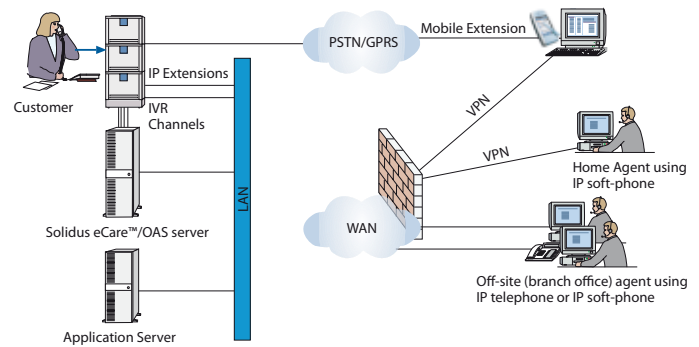 PSTN/GPRS
Mobile Extension
IP Extensions
Customer
IVR
Channels
VPN
VPN
Home Agent using
IP soft-phone
LAN
WAN
Solidus eCare™/OAS server
Off-site (branch office) agent using
IP telephone or IP soft-phone
Application Server